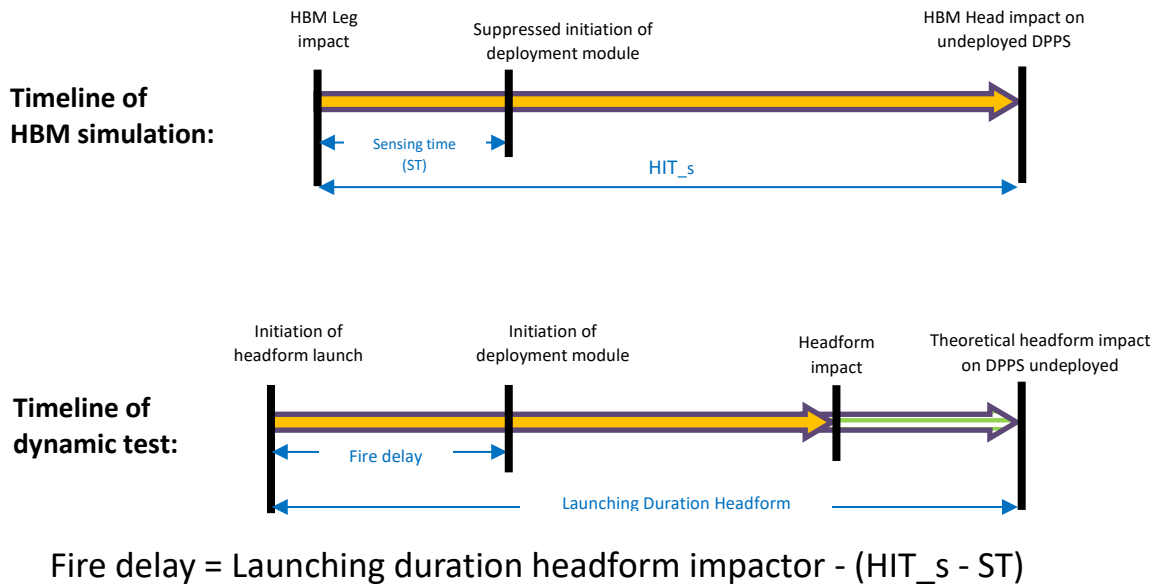 HBM Leg
impact
Suppressed initiation of
deployment module
HBM Head impact on
undeployed DPPS
Timeline of
HBM simulation:
Sensing time
(ST)
HIT_s
Initiation of
headform launch
Initiation of
deployment module
Headform
impact
Theoretical headform impact
on DPPS undeployed
Timeline of
dynamic test:
Fire delay
Launching Duration Headform
Fire delay = Launching duration headform impactor - (HIT_s - ST)